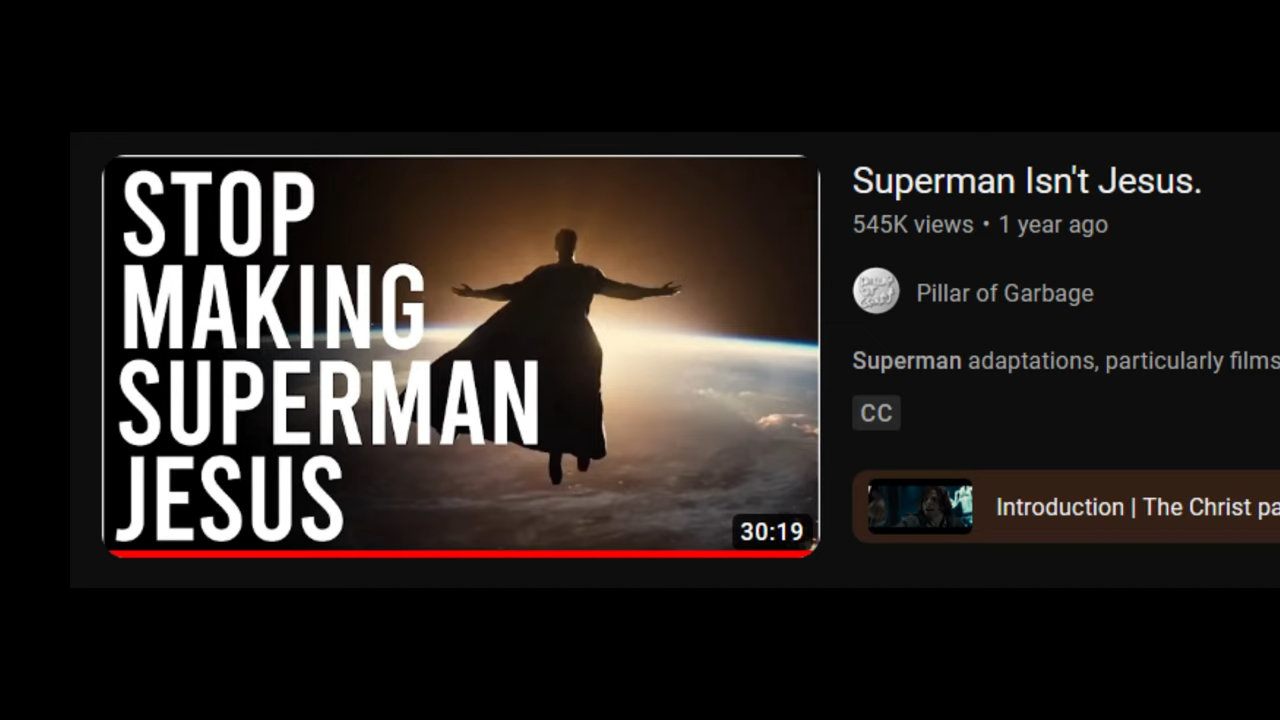 STOP
MAKING
SUPERMAN
JESUS
30:19
Superman Isn't Jesus.
545K views • 1 year ago
Pillar of Garbage
Superman adaptations, particularly films
CC
Introduction | The Christ pa